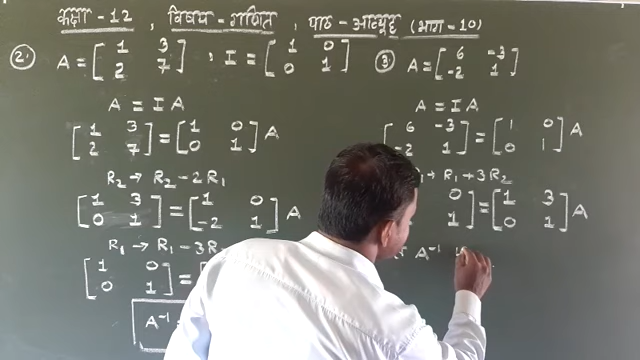 कक्षा - 12 , विषय - गणित , पाठ - आव्यूह (भाग - 10)
2. A = [1 3; 2 7] , I = [1 0; 0 1]
A = I A
[1 3; 2 7] = [1 0; 0 1] A
R₂ → R₂ - 2R₁
[1 3; 0 1] = [1 0; -2 1] A
R₁ → R₁ - 3R
[1 0; 0 1] = [
A⁻¹
3. A = [6 -3; -2 1]
A = I A
[6 -3; -2 1] = [1 0; 0 1] A
→ R₁ + 3R₂
0; 1] = [1 3; 0 1] A
A⁻¹